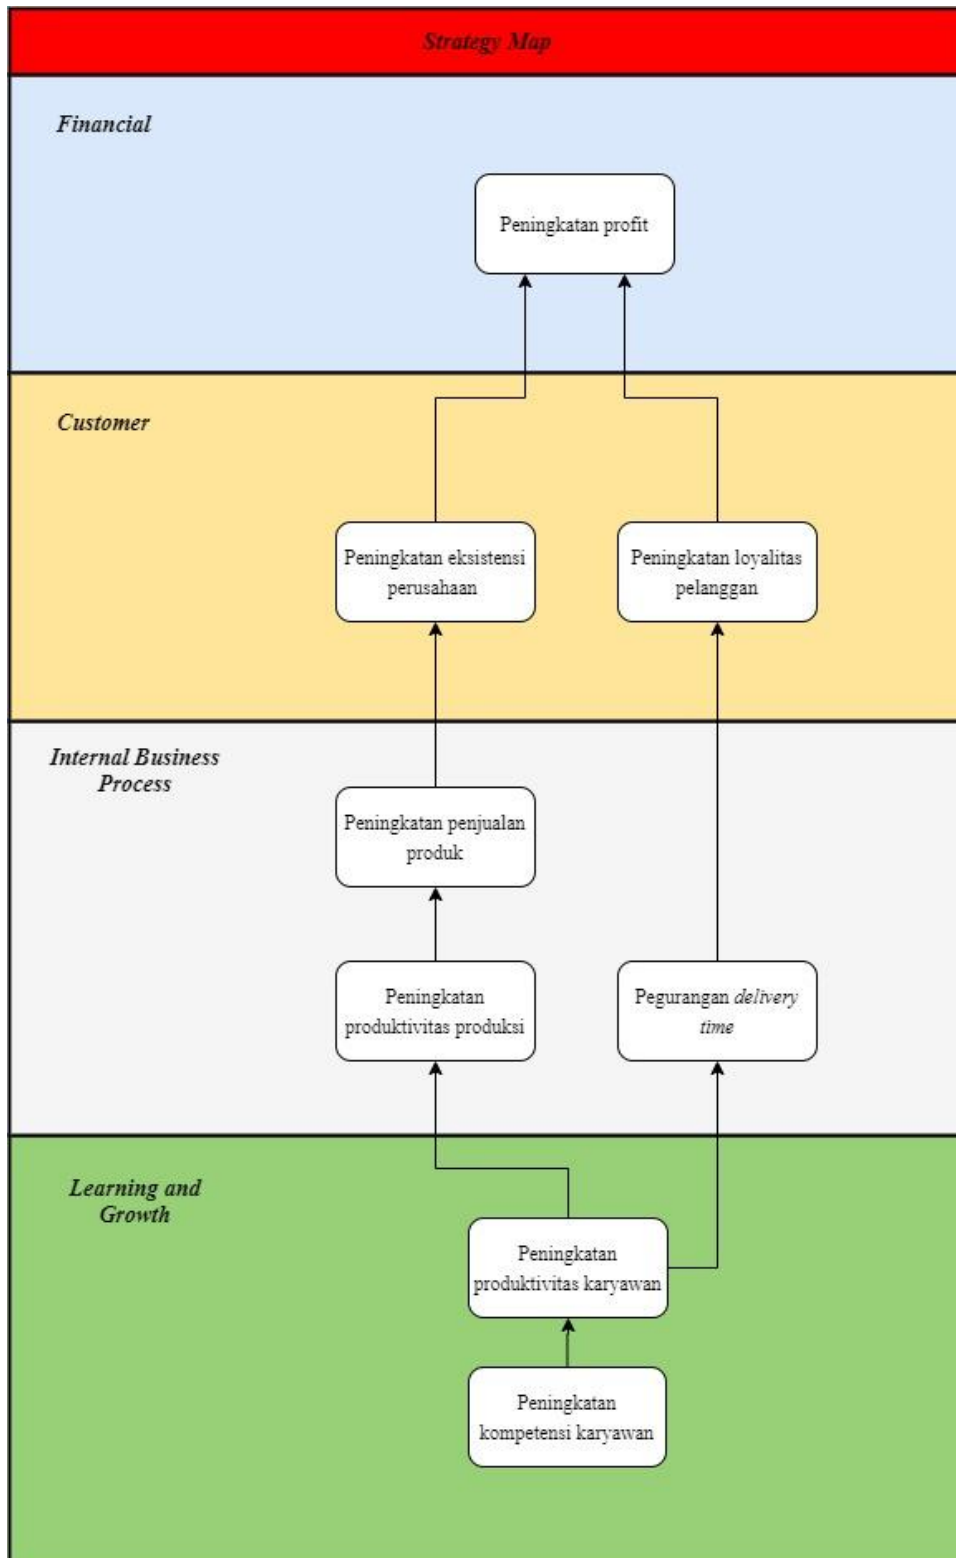 Strategy Map
Financial
Peningkatan profit
Customer
Peningkatan eksistensi
perusahaan
Peningkatan loyalitas
pelanggan
Internal Business
Process
Peningkatan penjualan
produk
Peningkatan
produktivitas produksi
Pegurangan delivery
time
Learning and
Growth
Peningkatan
produktivitas karyawan
Peningkatan
kompetensi karyawan